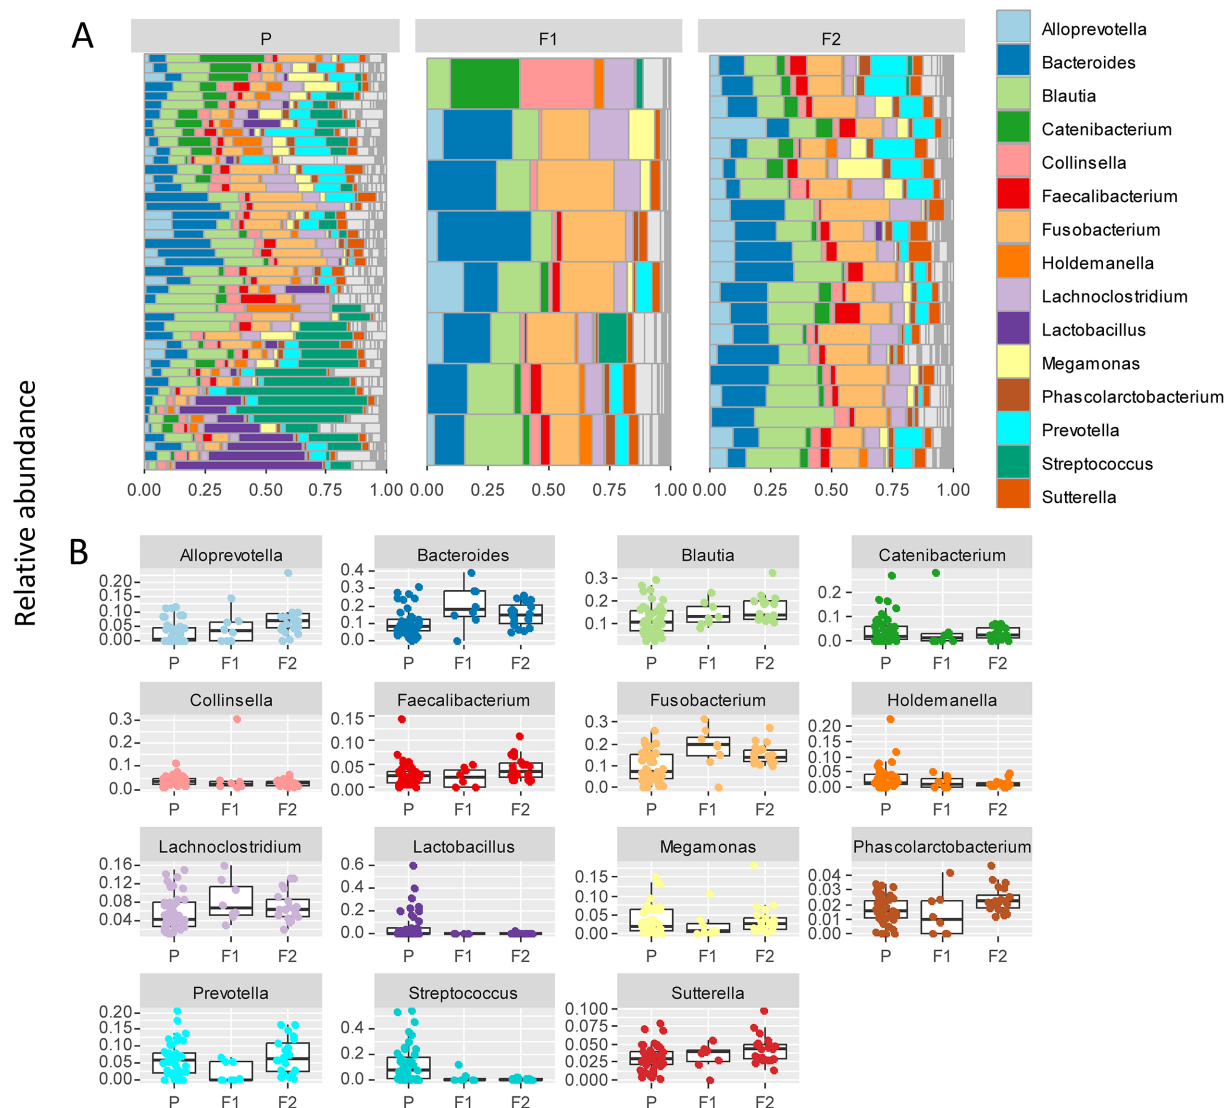 A
P
F1
F2
0.00 0.25 0.50 0.75 1.00
0.00 0.25 0.50 0.75 1.00
0.00 0.25 0.50 0.75 1.00
Alloprevotella
Bacteroides
Blautia
Catenibacterium
Collinsella
Faecalibacterium
Fusobacterium
Holdemanella
Lachnoclostridium
Lactobacillus
Megamonas
Phascolarctobacterium
Prevotella
Streptococcus
Sutterella
Relative abundance
B
Alloprevotella
0.20
0.15
0.10
0.05
0.00
P F1 F2
Bacteroides
0.4
0.3
0.2
0.1
0.0
P F1 F2
Blautia
0.3
0.2
0.1
P F1 F2
Catenibacterium
0.2
0.1
0.0
P F1 F2
Collinsella
0.3
0.2
0.1
0.0
P F1 F2
Faecalibacterium
0.15
0.10
0.05
0.00
P F1 F2
Fusobacterium
0.3
0.2
0.1
0.0
P F1 F2
Holdemanella
0.20
0.15
0.10
0.05
0.00
P F1 F2
Lachnoclostridium
0.16
0.12
0.08
0.04
P F1 F2
Lactobacillus
0.6
0.4
0.2
0.0
P F1 F2
Megamonas
0.15
0.10
0.05
0.00
P F1 F2
Phascolarctobacterium
0.04
0.03
0.02
0.01
0.00
P F1 F2
Prevotella
0.20
0.15
0.10
0.05
0.00
P F1 F2
Streptococcus
0.4
0.2
0.0
P F1 F2
Sutterella
0.100
0.075
0.050
0.025
0.000
P F1 F2